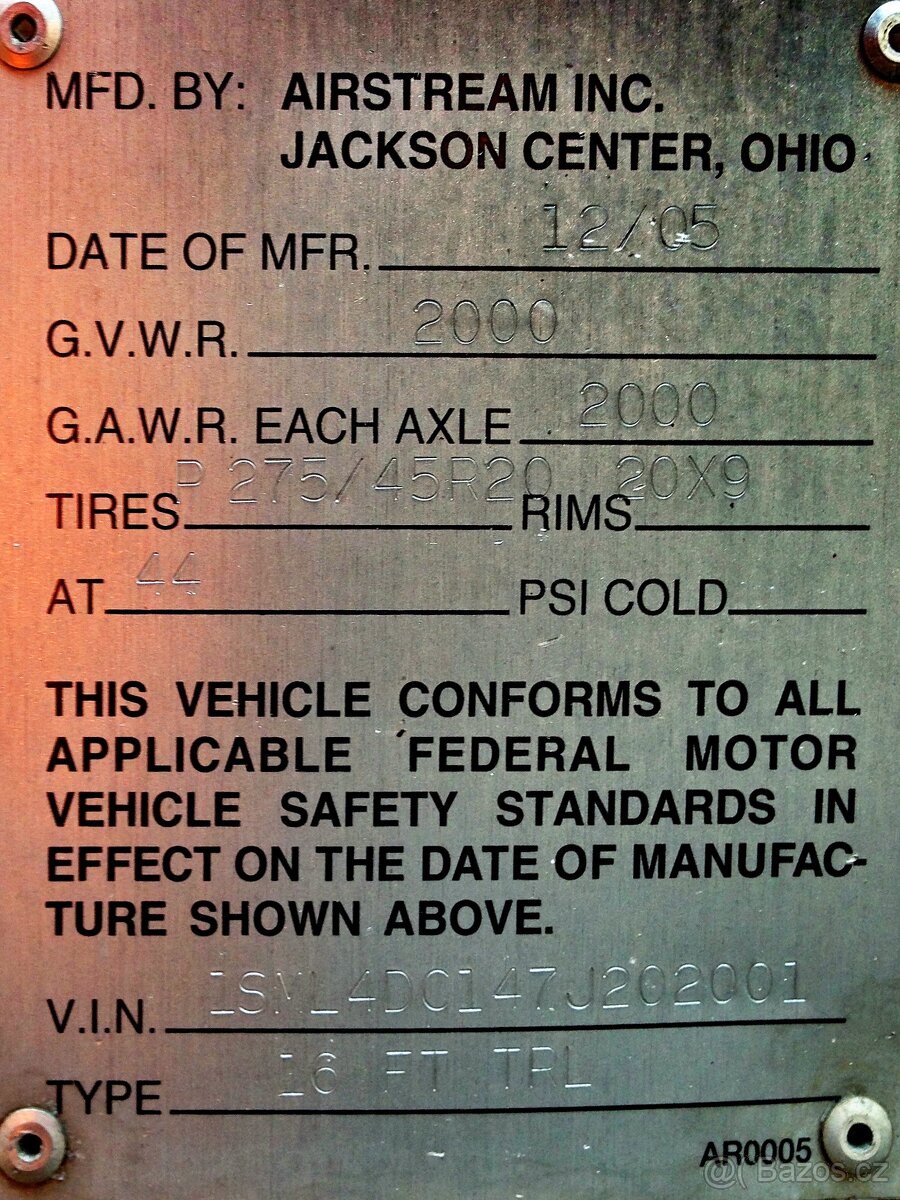 MFD. BY: AIRSTREAM INC.
JACKSON CENTER, OHIO
DATE OF MFR. 12/05
G.V.W.R. 2000
G.A.W.R. EACH AXLE 2000
TIRES P 275/45R20 RIMS 20X9
AT 44 PSI COLD
THIS VEHICLE CONFORMS TO ALL
APPLICABLE FEDERAL MOTOR
VEHICLE SAFETY STANDARDS IN
EFFECT ON THE DATE OF MANUFAC-
TURE SHOWN ABOVE.
V.I.N.
TYPE 16 FT TRL
AR0005
Bazos.cz